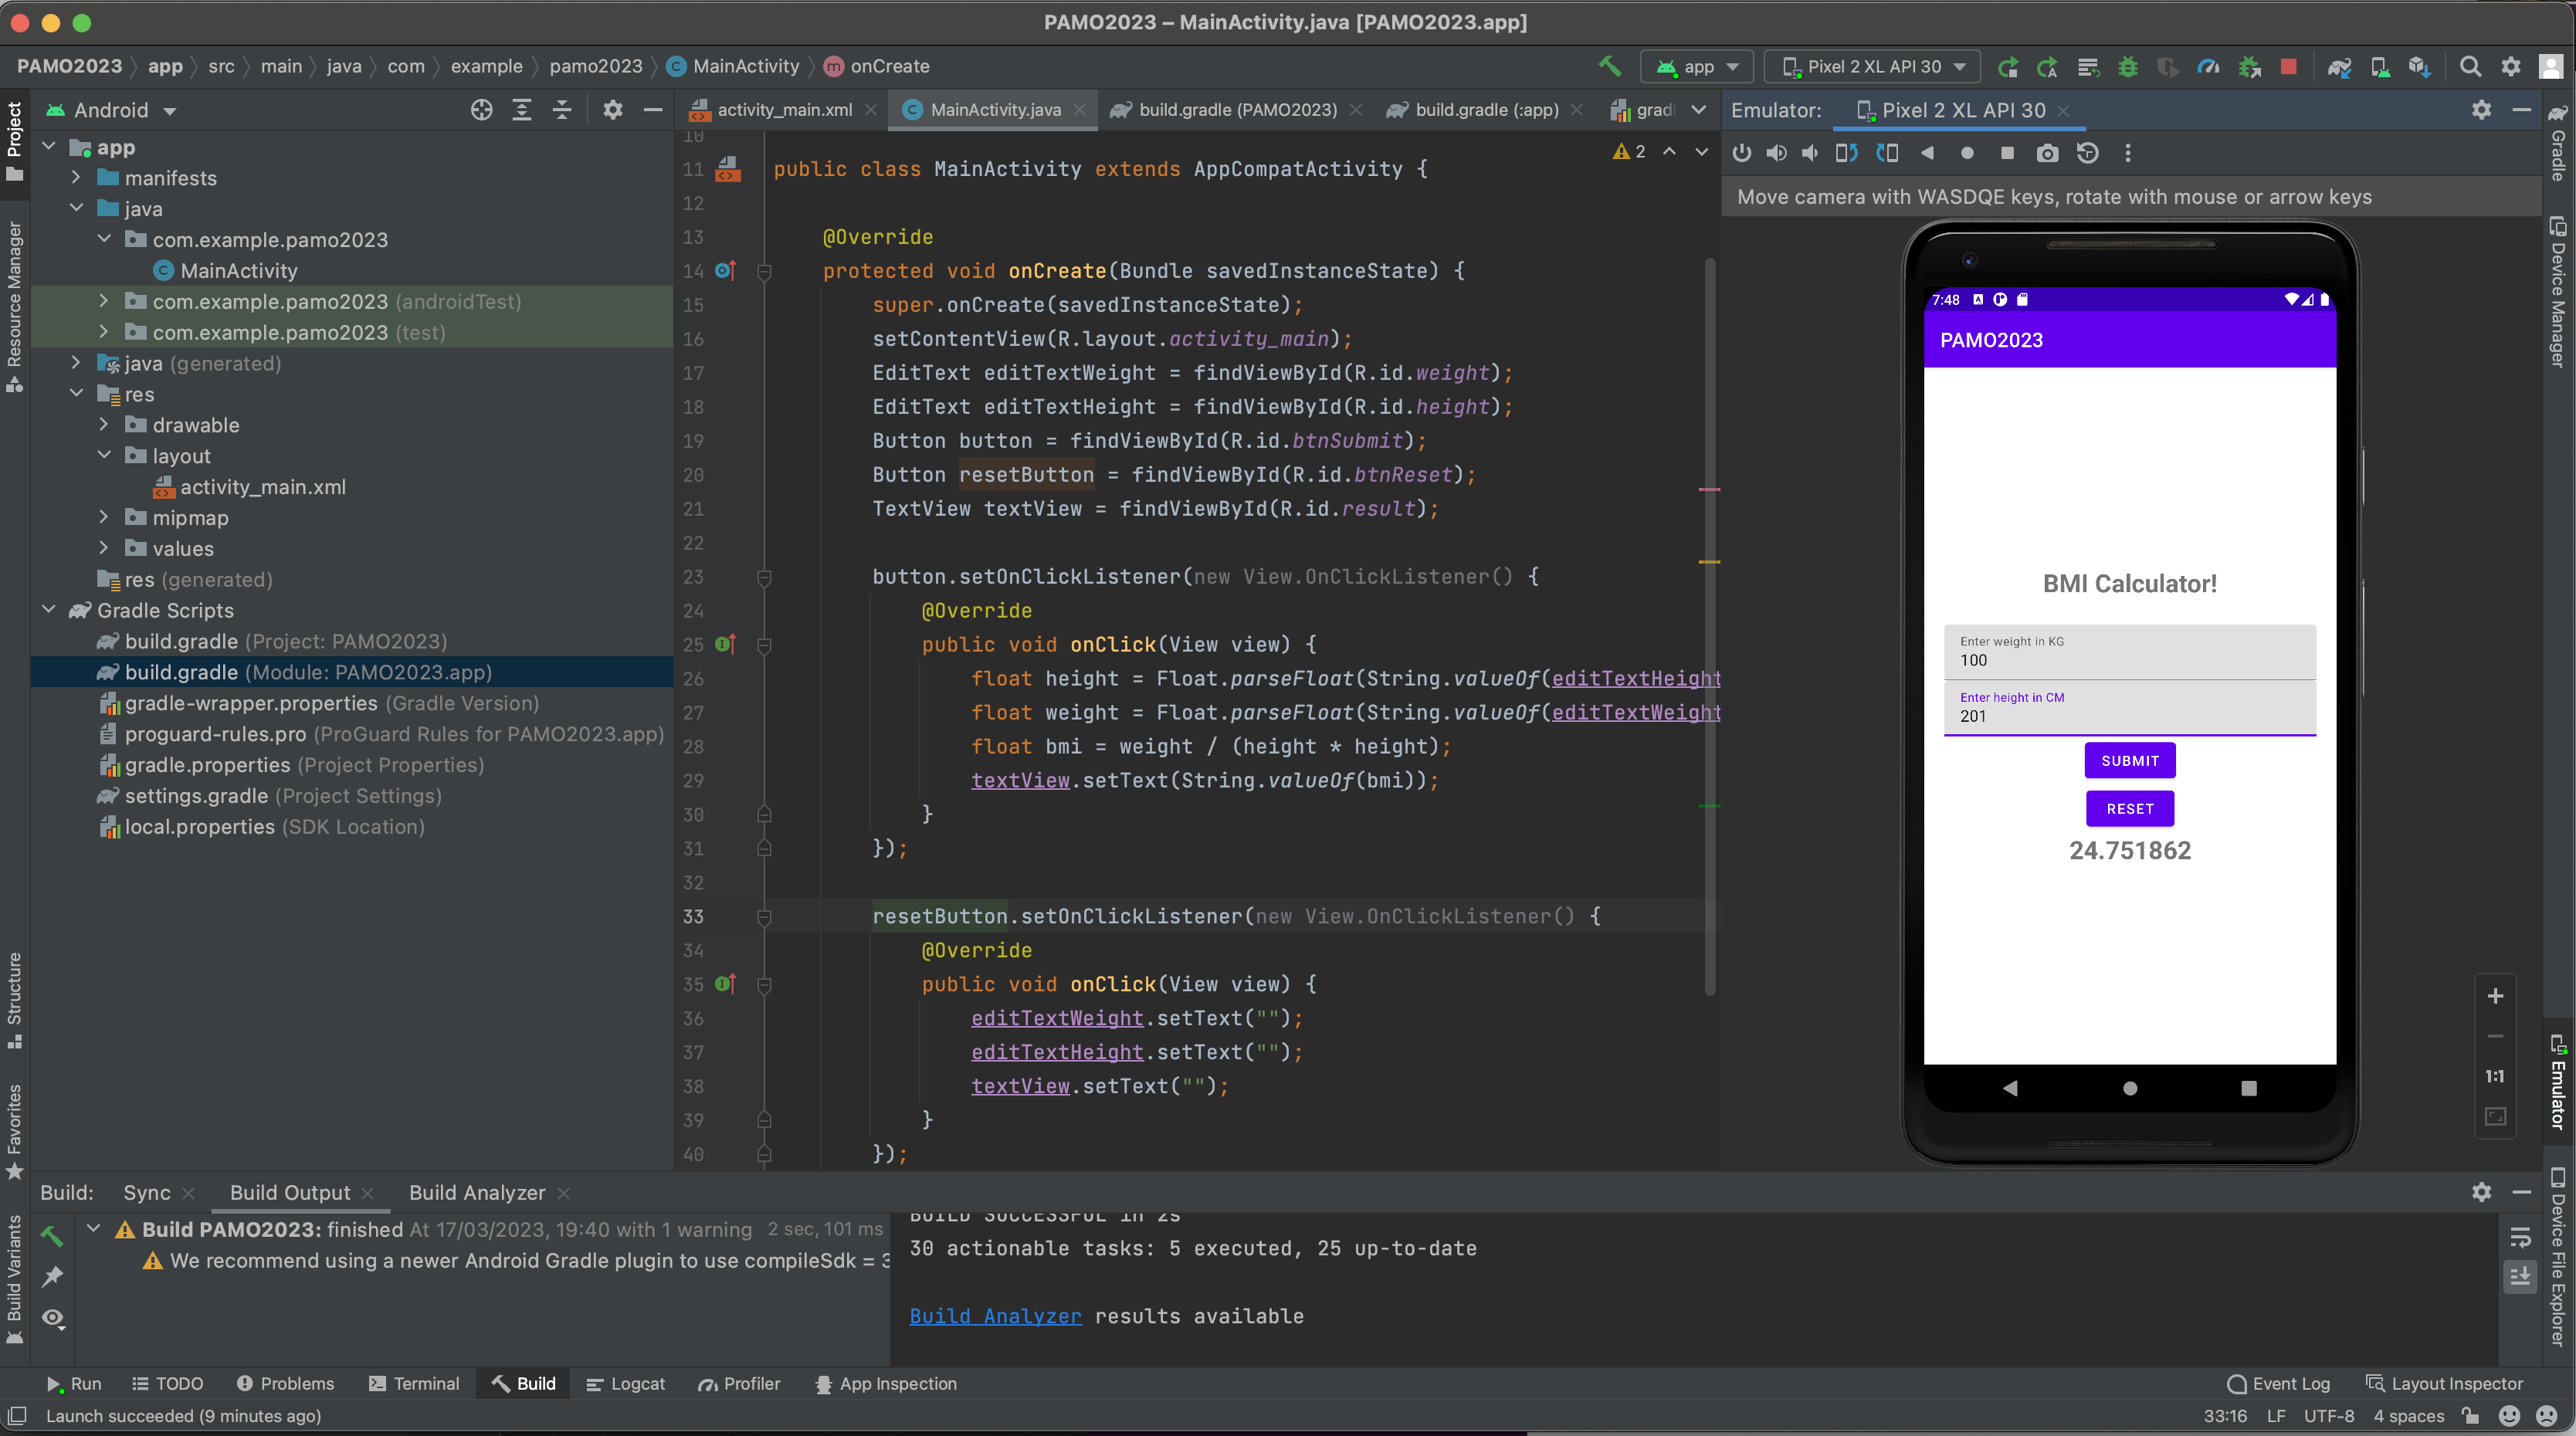 PAMO2023 – MainActivity.java [PAMO2023.app]
PAMO2023 app src main java com example pamo2023 MainActivity onCreate
app Pixel 2 XL API 30
Project
Resource Manager
Structure
Favorites
Build Variants
Android
app
manifests
java
com.example.pamo2023
MainActivity
com.example.pamo2023 (androidTest)
com.example.pamo2023 (test)
java (generated)
res
drawable
layout
activity_main.xml
mipmap
values
res (generated)
Gradle Scripts
build.gradle (Project: PAMO2023)
build.gradle (Module: PAMO2023.app)
gradle-wrapper.properties (Gradle Version)
proguard-rules.pro (ProGuard Rules for PAMO2023.app)
gradle.properties (Project Properties)
settings.gradle (Project Settings)
local.properties (SDK Location)
activity_main.xml MainActivity.java build.gradle (PAMO2023) build.gradle (:app) grad
2
10
11 public class MainActivity extends AppCompatActivity {
12
13 @Override
14 protected void onCreate(Bundle savedInstanceState) {
15 super.onCreate(savedInstanceState);
16 setContentView(R.layout.activity_main);
17 EditText editTextWeight = findViewById(R.id.weight);
18 EditText editTextHeight = findViewById(R.id.height);
19 Button button = findViewById(R.id.btnSubmit);
20 Button resetButton = findViewById(R.id.btnReset);
21 TextView textView = findViewById(R.id.result);
22
23 button.setOnClickListener(new View.OnClickListener() {
24 @Override
25 public void onClick(View view) {
26 float height = Float.parseFloat(String.valueOf(editTextHeight
27 float weight = Float.parseFloat(String.valueOf(editTextWeight
28 float bmi = weight / (height * height);
29 textView.setText(String.valueOf(bmi));
30 }
31 });
32
33 resetButton.setOnClickListener(new View.OnClickListener() {
34 @Override
35 public void onClick(View view) {
36 editTextWeight.setText("");
37 editTextHeight.setText("");
38 textView.setText("");
39 }
40 });
Emulator: Pixel 2 XL API 30
Move camera with WASDQE keys, rotate with mouse or arrow keys
7:48
PAMO2023
BMI Calculator!
Enter weight in KG
100
Enter height in CM
201
SUBMIT
RESET
24.751862
1:1
Gradle
Device Manager
Emulator
Device File Explorer
Build: Sync Build Output Build Analyzer
Build PAMO2023: finished At 17/03/2023, 19:40 with 1 warning 2 sec, 101 ms
We recommend using a newer Android Gradle plugin to use compileSdk = 3
BUILD SUCCESSFUL in 2s
30 actionable tasks: 5 executed, 25 up-to-date
Build Analyzer results available
Run TODO Problems Terminal Build Logcat Profiler App Inspection Event Log Layout Inspector
Launch succeeded (9 minutes ago) 33:16 LF UTF-8 4 spaces